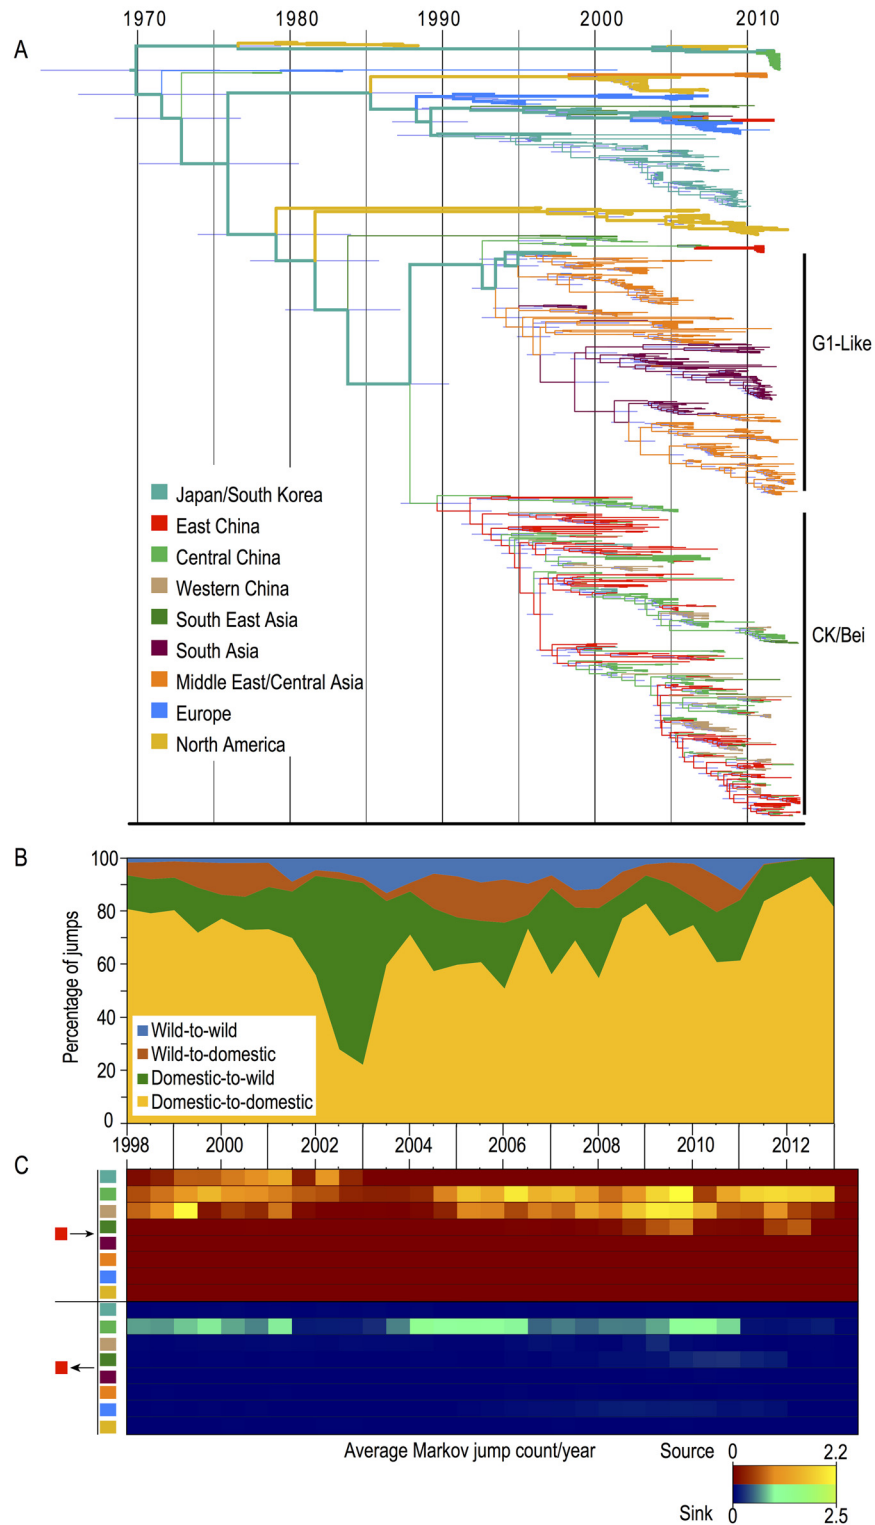 A
1970 1980 1990 2000 2010
G1-Like
CK/Bei
Japan/South Korea
East China
Central China
Western China
South East Asia
South Asia
Middle East/Central Asia
Europe
North America
B
Percentage of jumps
100
80
60
40
20
0
Wild-to-wild
Wild-to-domestic
Domestic-to-wild
Domestic-to-domestic
1998 2000 2002 2004 2006 2008 2010 2012
C
Average Markov jump count/year
Source 0 2.2
Sink 0 2.5